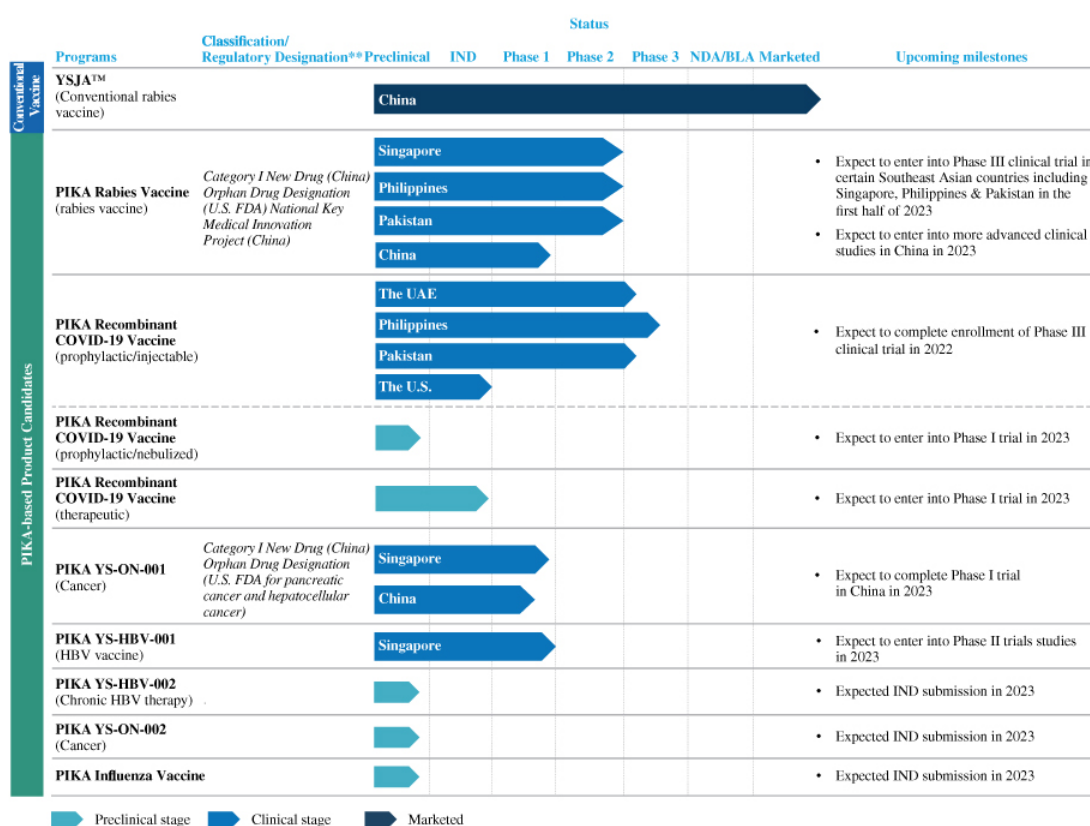 Status
Programs
Classification/
Regulatory Designation** Preclinical IND Phase 1 Phase 2 Phase 3 NDA/BLA Marketed Upcoming milestones
Conventional
Vaccine
YSJA™
(Conventional rabies
vaccine)
China
PIKA-based Product Candidates
PIKA Rabies Vaccine
(rabies vaccine)
Category I New Drug (China)
Orphan Drug Designation
(U.S. FDA) National Key
Medical Innovation
Project (China)
Singapore
Philippines
Pakistan
China
• Expect to enter into Phase III clinical trial in
certain Southeast Asian countries including
Singapore, Philippines & Pakistan in the
first half of 2023
• Expect to enter into more advanced clinical
studies in China in 2023
PIKA Recombinant
COVID-19 Vaccine
(prophylactic/injectable)
The UAE
Philippines
Pakistan
The U.S.
• Expect to complete enrollment of Phase III
clinical trial in 2022
PIKA Recombinant
COVID-19 Vaccine
(prophylactic/nebulized)
• Expect to enter into Phase I trial in 2023
PIKA Recombinant
COVID-19 Vaccine
(therapeutic)
• Expect to enter into Phase I trial in 2023
PIKA YS-ON-001
(Cancer)
Category I New Drug (China)
Orphan Drug Designation
(U.S. FDA for pancreatic
cancer and hepatocellular
cancer)
Singapore
China
• Expect to complete Phase I trial
in China in 2023
PIKA YS-HBV-001
(HBV vaccine)
Singapore
• Expect to enter into Phase II trials studies
in 2023
PIKA YS-HBV-002
(Chronic HBV therapy)
• Expected IND submission in 2023
PIKA YS-ON-002
(Cancer)
• Expected IND submission in 2023
PIKA Influenza Vaccine
• Expected IND submission in 2023
Preclinical stage Clinical stage Marketed